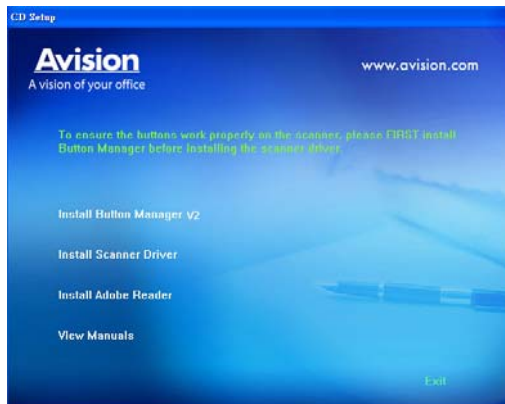 CD Setup
Avision
A vision of your office
www.avision.com
To ensure the buttons work properly on the scanner, please FIRST install
Button Manager before installing the scanner driver.
Install Button Manager V2
Install Scanner Driver
Install Adobe Reader
View Manuals
Exit